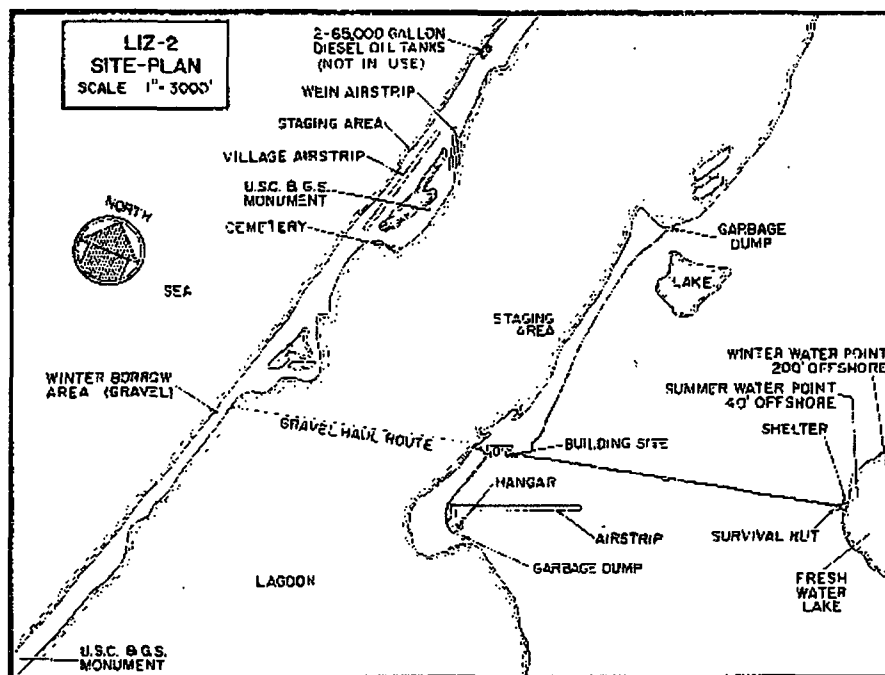 LIZ-2
SITE-PLAN
SCALE 1"= 3000'
2-65,000 GALLON
DIESEL OIL TANKS
(NOT IN USE)
WEIN AIRSTRIP
STAGING AREA
VILLAGE AIRSTRIP
U.S.C. & G.S.
MONUMENT
CEMETERY
NORTH
SEA
GARBAGE
DUMP
LAKE
STAGING
AREA
WINTER WATER POINT
200' OFFSHORE
SUMMER WATER POINT
40' OFFSHORE
SHELTER
WINTER BORROW
AREA (GRAVEL)
GRAVEL HAUL ROUTE
BUILDING SITE
HANGAR
AIRSTRIP
SURVIVAL HUT
GARBAGE DUMP
LAGOON
FRESH
WATER
LAKE
U.S.C. & G.S.
MONUMENT